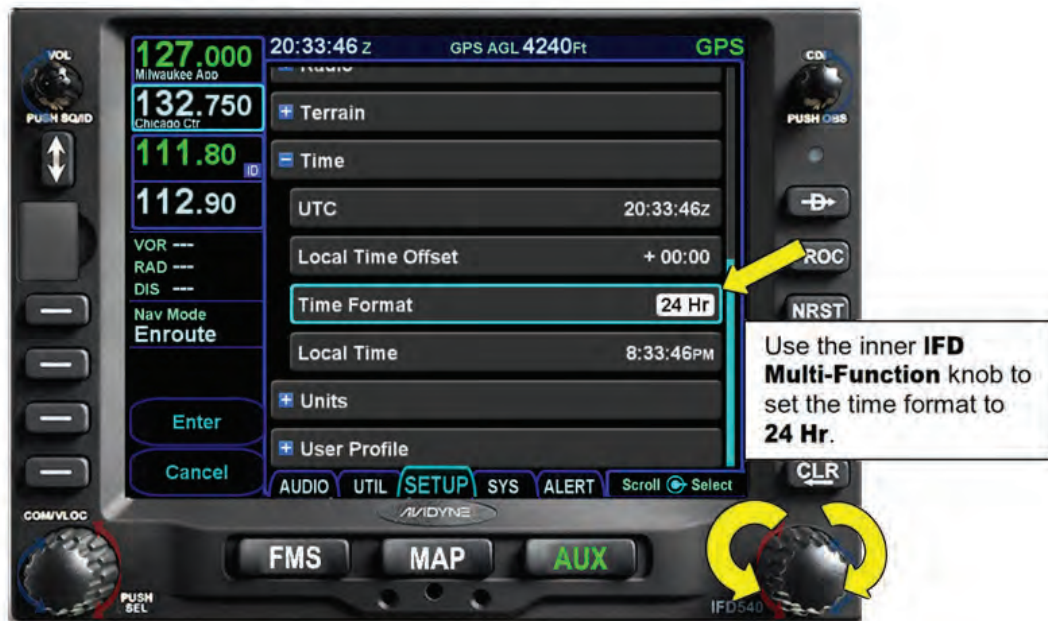 VOL
PUSH SQ/ID
127.000
Milwaukee App
132.750
Chicago Ctr
111.80 ID
112.90
VOR ---
RAD ---
DIS ---
Nav Mode
Enroute
Enter
Cancel
20:33:46 Z GPS AGL 4240Ft GPS
Radio
+ Terrain
- Time
UTC 20:33:46Z
Local Time Offset + 00:00
Time Format 24 Hr
Local Time 8:33:46PM
+ Units
+ User Profile
AUDIO UTIL SETUP SYS ALERT Scroll Select
CDI
PUSH OBS
D
NRST
Use the inner IFD
Multi-Function knob to
set the time format to
24 Hr.
CLR
COM/VLOC
PUSH
SEL
AVIDYNE
FMS MAP AUX
IFD540